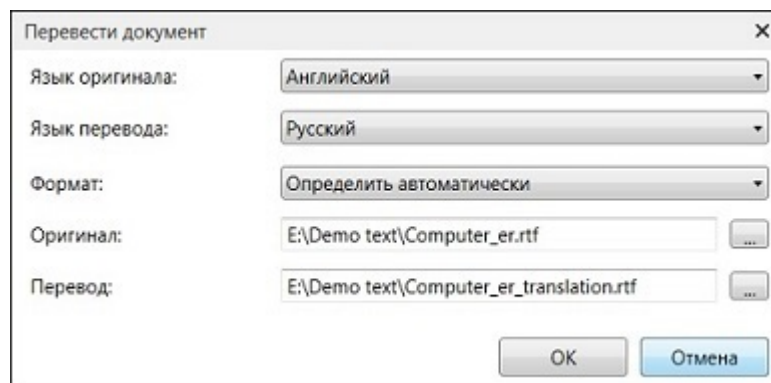 Перевести документ
Язык оригинала: Английский
Язык перевода: Русский
Формат: Определить автоматически
Оригинал: E:\Demo text\Computer_er.rtf ...
Перевод: E:\Demo text\Computer_er_translation.rtf ...
OK Отмена